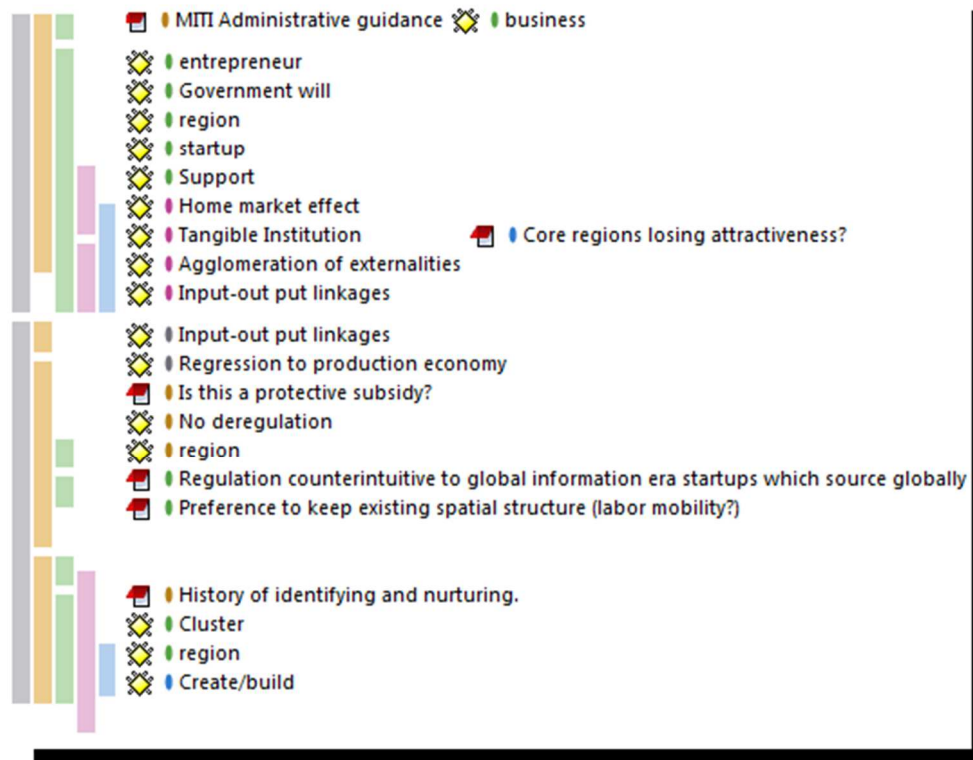 MITI Administrative guidance business
entrepreneur
Government will
region
startup
Support
Home market effect
Tangible Institution Core regions losing attractiveness?
Agglomeration of externalities
Input-out put linkages
Input-out put linkages
Regression to production economy
Is this a protective subsidy?
No deregulation
region
Regulation counterintuitive to global information era startups which source globally
Preference to keep existing spatial structure (labor mobility?)
History of identifying and nurturing.
Cluster
region
Create/build